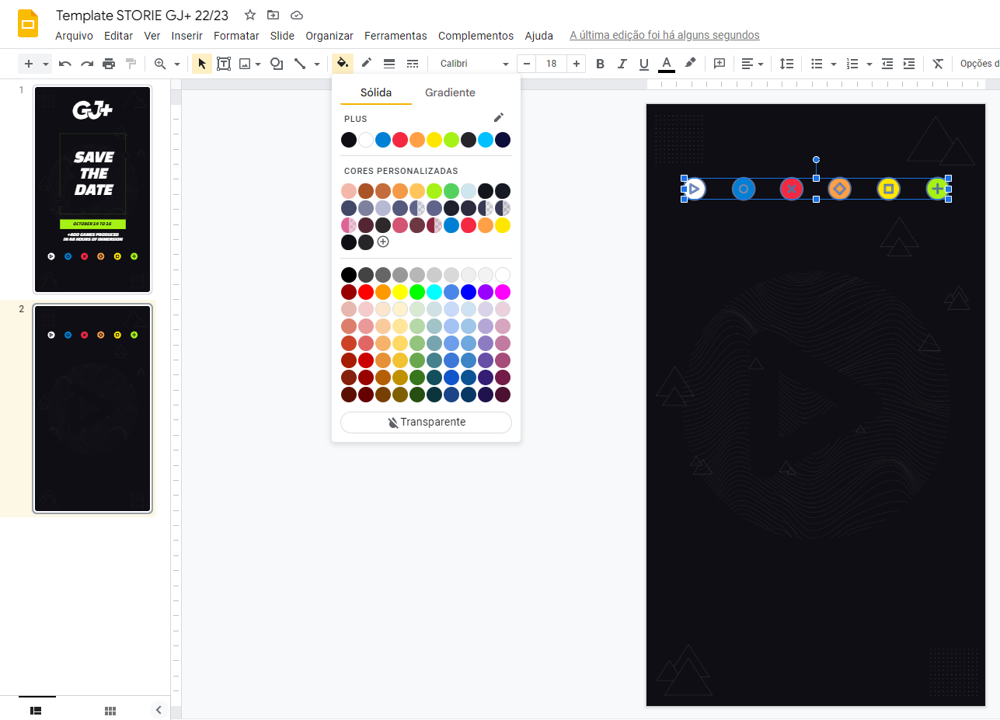 Template STORIE GJ+ 22/23
Arquivo Editar Ver Inserir Formatar Slide Organizar Ferramentas Complementos Ajuda A última edição foi há alguns segundos
Calibri 18 B I U A Opções d
1
GJ+
SAVE
THE
DATE
OCTOBER 14 TO 16
+400 GAMES PRODUCED
IN 48 HOURS OF IMMERSION
2
Sólida Gradiente
PLUS
CORES PERSONALIZADAS
Transparente